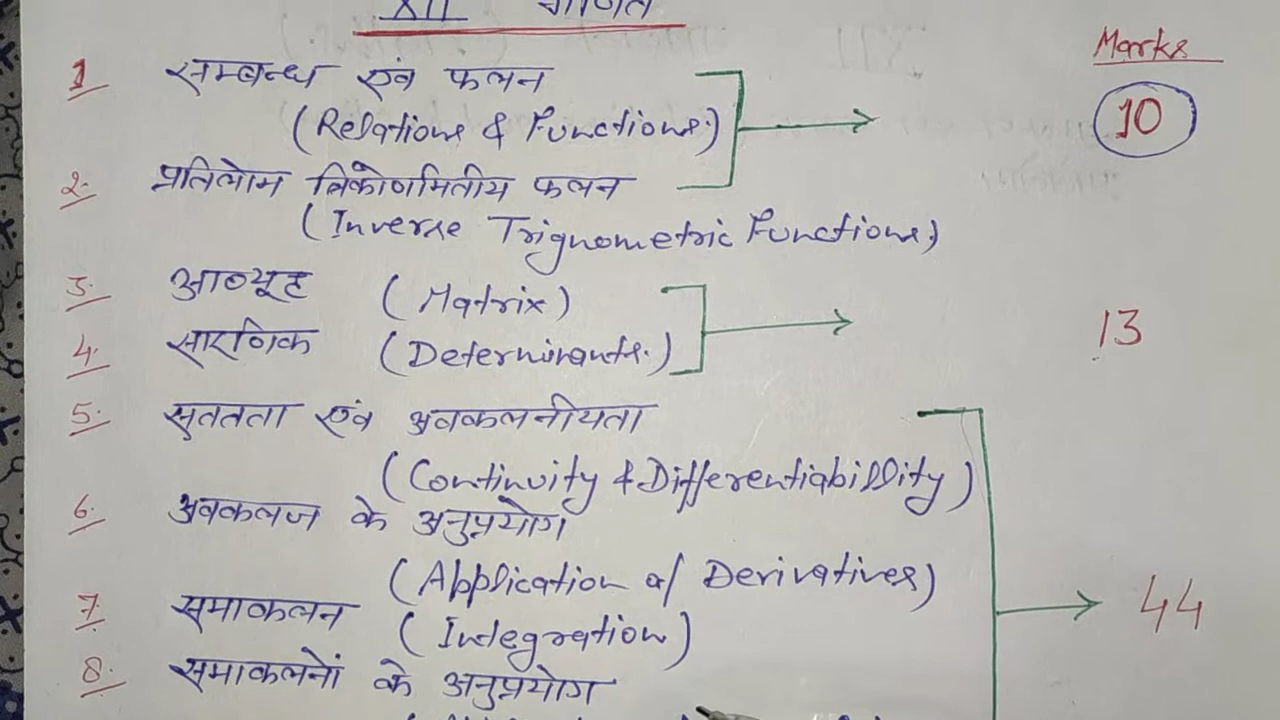 XII गणित
Marks
1 सम्बन्ध एवं फलन
(Relations & Functions.) 10
2. प्रतिलोम त्रिकोणमितीय फलन
(Inverse Trignometric Functions)
3. आव्यूह (Matrix)
13
4. सारणिक (Determinants.)
5. सततता एवं अवकलनीयता
(Continuity & Differentiability)
6. अवकलज के अनुप्रयोग
(Application of Derivatives)
7. समाकलन (Integration)
44
8. समाकलनों के अनुप्रयोग